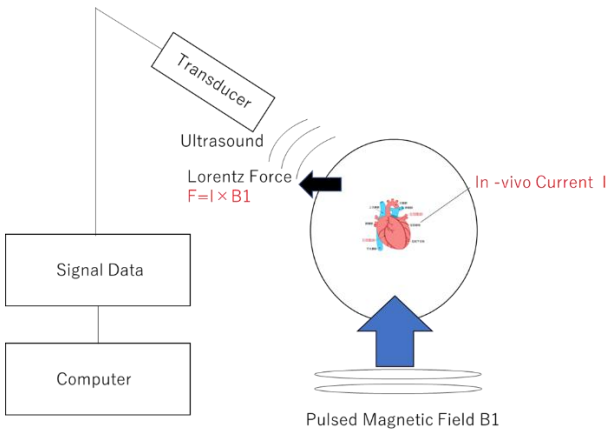 Transducer
Ultrasound
Lorentz Force
F=I×B1
In -vivo Current I
Signal Data
Computer
Pulsed Magnetic Field B1